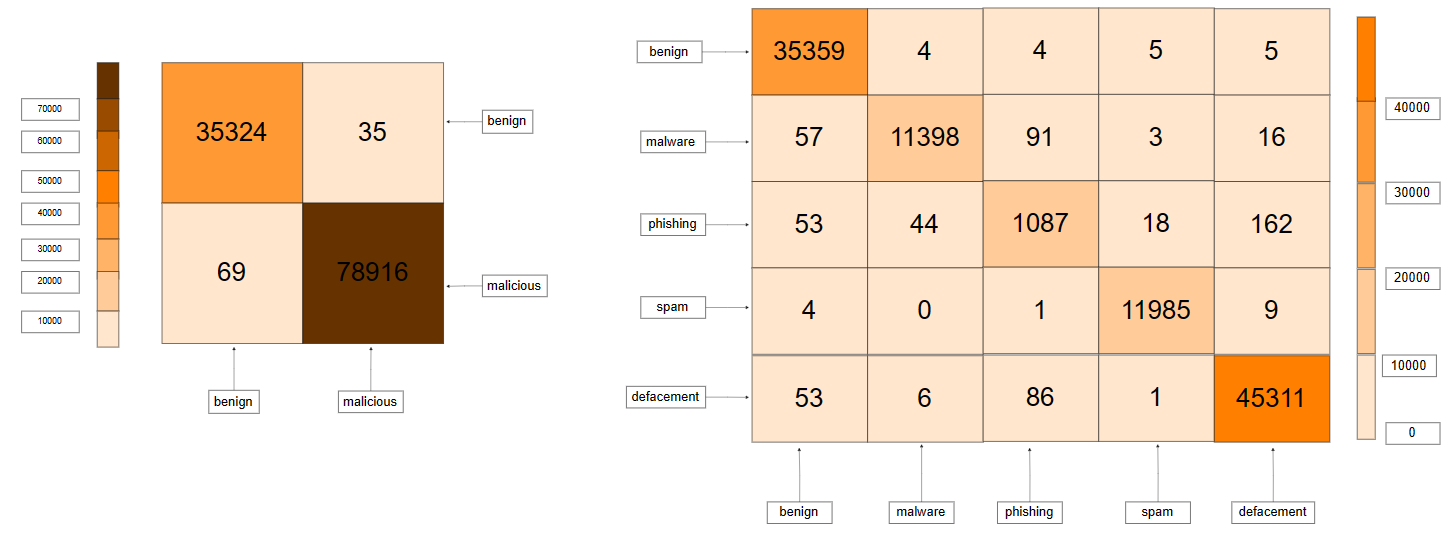 70000
60000
50000
40000
30000
20000
10000
35324 35
69 78916
benign
malicious
benign malicious
benign 35359 4 4 5 5
malware 57 11398 91 3 16
phishing 53 44 1087 18 162
spam 4 0 1 11985 9
defacement 53 6 86 1 45311
benign malware phishing spam defacement
40000
30000
20000
10000
0